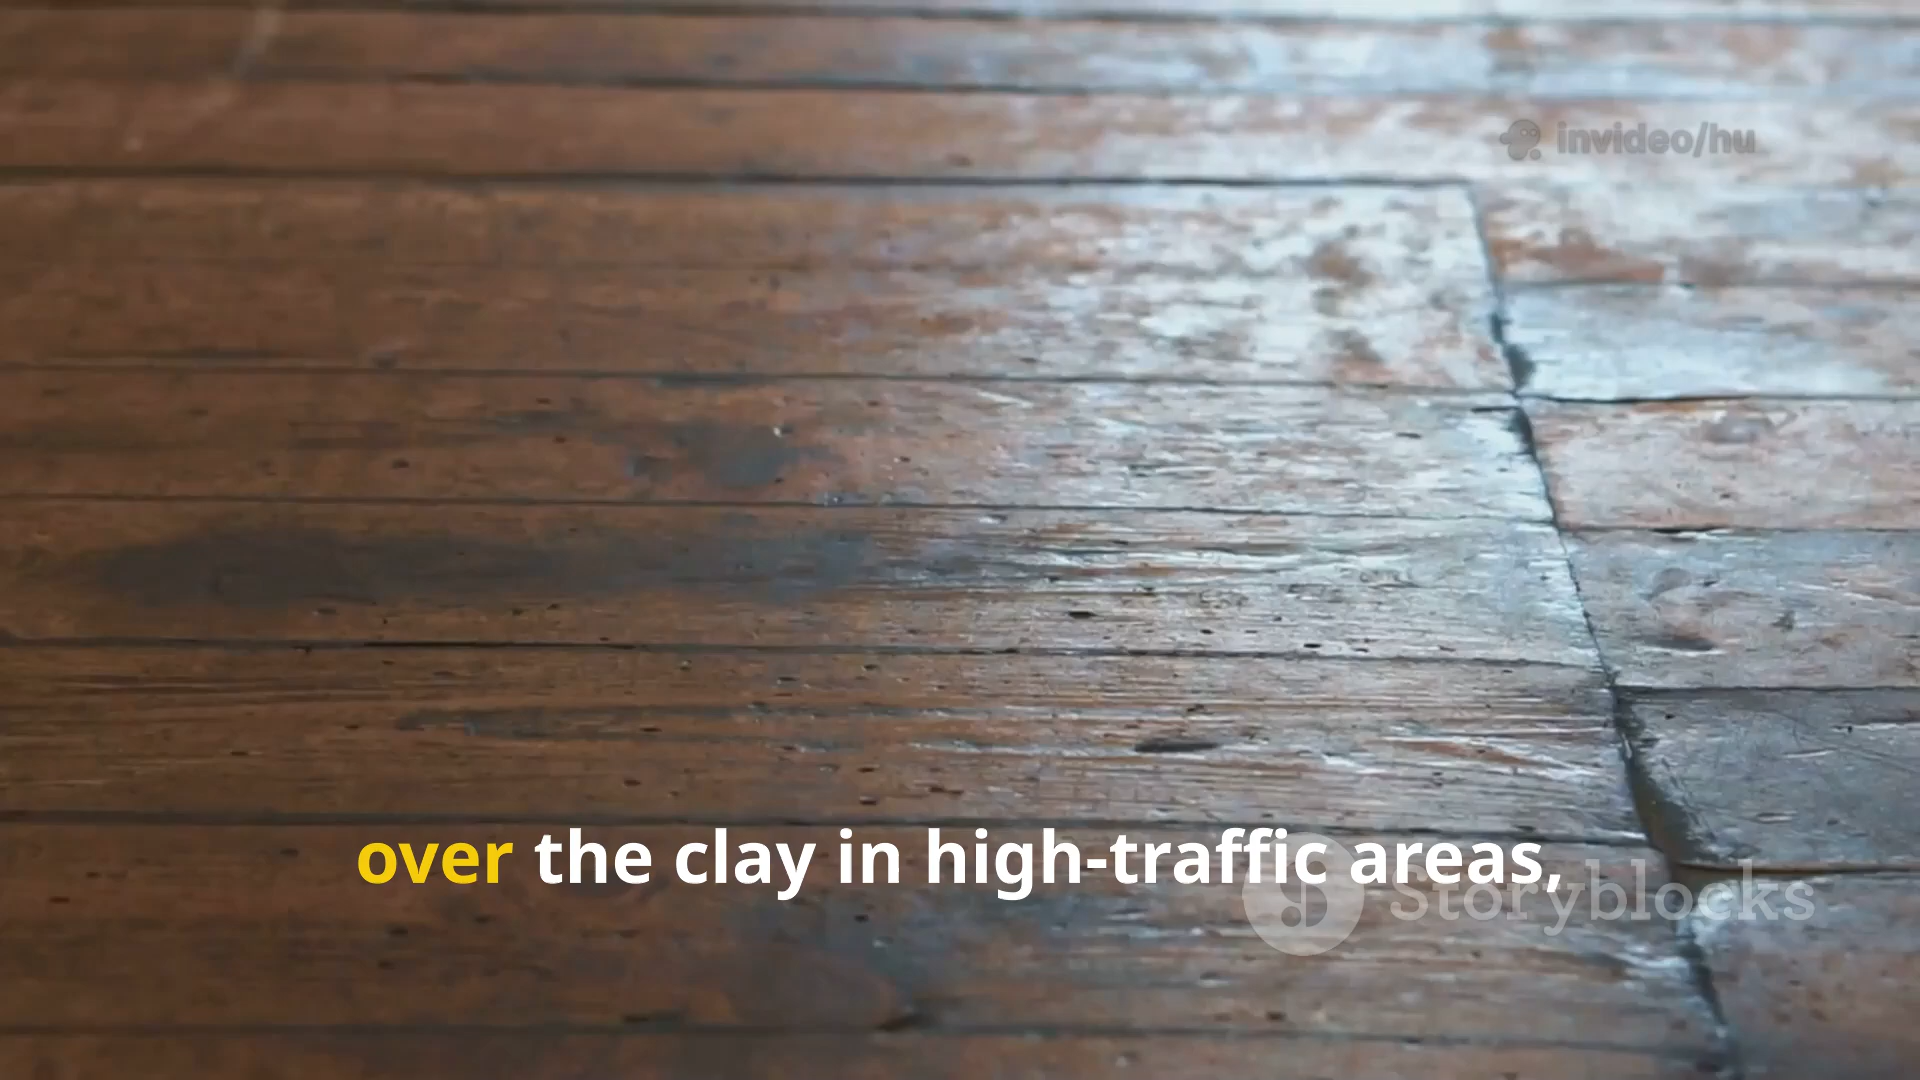 invideo/hu
over the clay in high-traffic areas,
Storyblocks